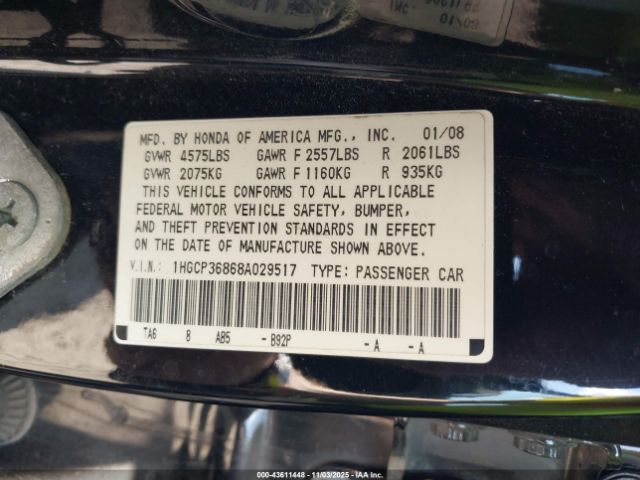 MFD. BY HONDA OF AMERICA MFG., INC. 01/08
GVWR 4575LBS GAWR F 2557LBS R 2061LBS
GVWR 2075KG GAWR F 1160KG R 935KG
THIS VEHICLE CONFORMS TO ALL APPLICABLE
FEDERAL MOTOR VEHICLE SAFETY, BUMPER,
AND THEFT PREVENTION STANDARDS IN EFFECT
ON THE DATE OF MANUFACTURE SHOWN ABOVE.
V.I.N.: 1HGCP36868A029517 TYPE: PASSENGER CAR
TA6 8 AB5 -B92P -A -A
000-43611448 - 11/03/2025 - IAA Inc.